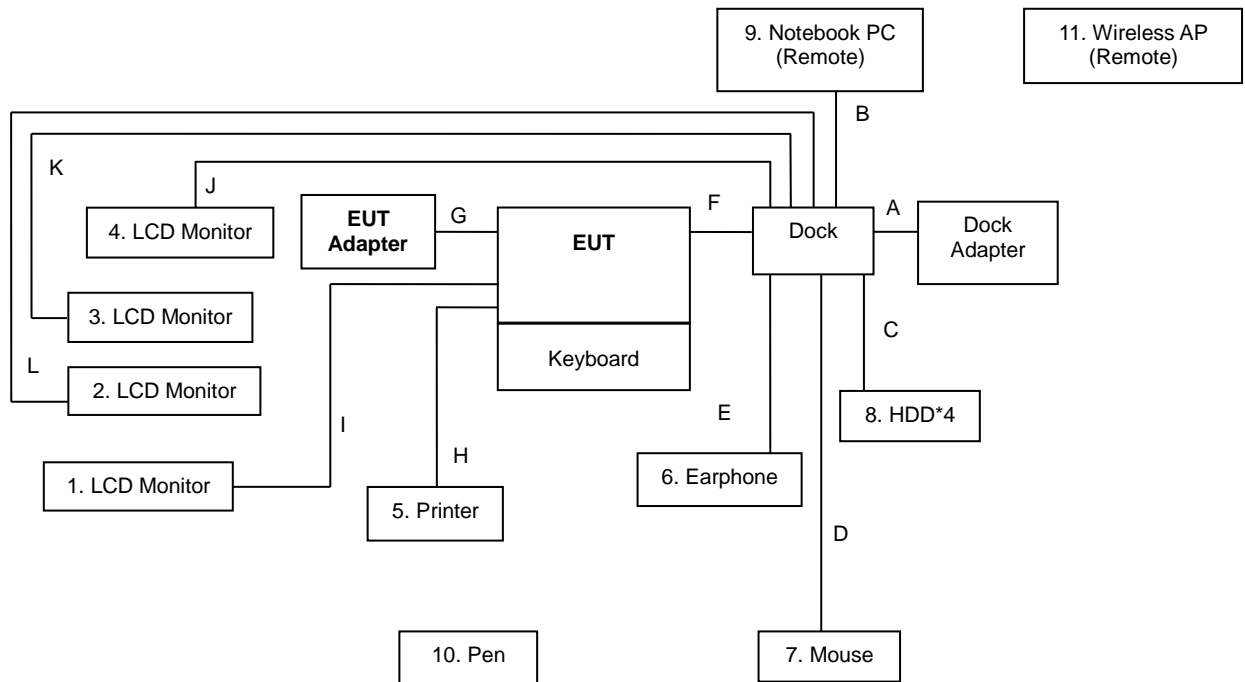 9. Notebook PC
(Remote)
11. Wireless AP
(Remote)
B
K
J
4. LCD Monitor
EUT
Adapter
G
EUT
F
Dock
A
Dock
Adapter
3. LCD Monitor
C
Keyboard
L
2. LCD Monitor
I
E
8. HDD*4
H
1. LCD Monitor
6. Earphone
5. Printer
D
10. Pen
7. Mouse